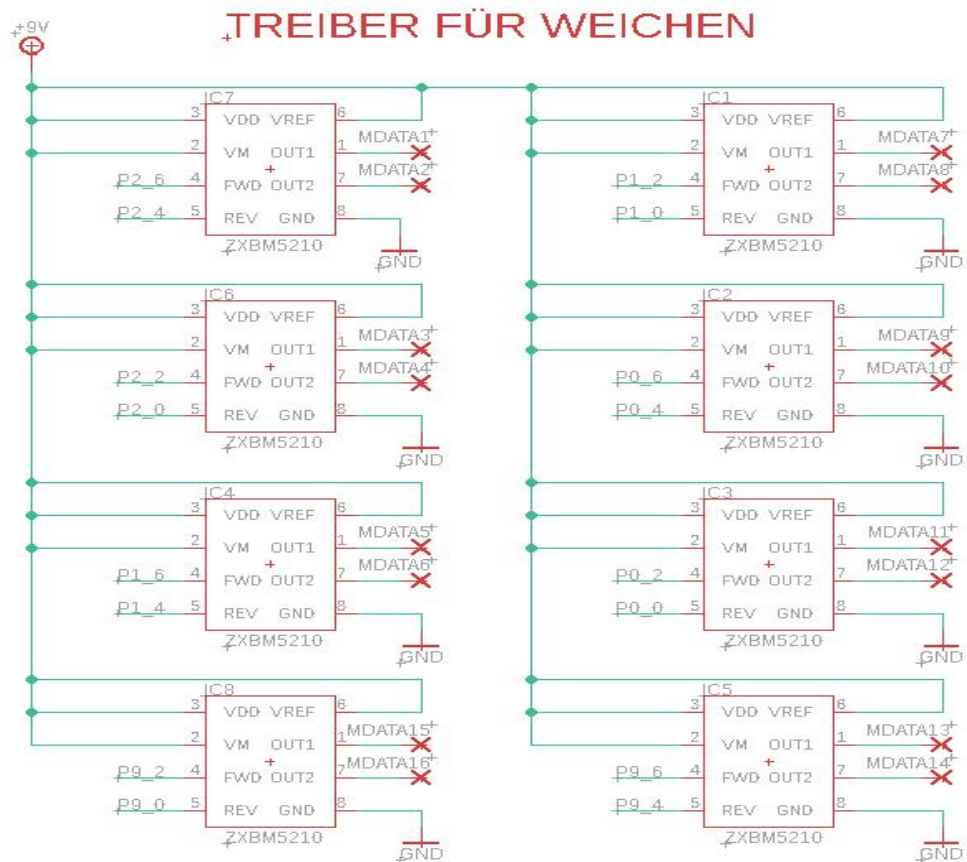 +9V
TREIBER FÜR WEICHEN
IC7
3 VDD VREF 6
MDATA1
2 VM OUT1 1
MDATA2
P2_6 4 FWD OUT2 7
P2_4 5 REV GND 8
ZXBM5210
GND
IC1
3 VDD VREF 6
MDATA7
2 VM OUT1 1
MDATA8
P1_2 4 FWD OUT2 7
P1_0 5 REV GND 8
ZXBM5210
GND
IC6
3 VDD VREF 6
MDATA3
2 VM OUT1 1
MDATA4
P2_2 4 FWD OUT2 7
P2_0 5 REV GND 8
ZXBM5210
GND
IC2
3 VDD VREF 6
MDATA9
2 VM OUT1 1
MDATA10
P0_6 4 FWD OUT2 7
P0_4 5 REV GND 8
ZXBM5210
GND
IC4
3 VDD VREF 6
MDATA5
2 VM OUT1 1
MDATA6
P1_6 4 FWD OUT2 7
P1_4 5 REV GND 8
ZXBM5210
GND
IC3
3 VDD VREF 6
MDATA11
2 VM OUT1 1
MDATA12
P0_2 4 FWD OUT2 7
P0_0 5 REV GND 8
ZXBM5210
GND
IC8
3 VDD VREF 6
MDATA15
2 VM OUT1 1
MDATA16
P9_2 4 FWD OUT2 7
P9_0 5 REV GND 8
ZXBM5210
GND
IC5
3 VDD VREF 6
MDATA13
2 VM OUT1 1
MDATA14
P9_6 4 FWD OUT2 7
P9_4 5 REV GND 8
ZXBM5210
GND